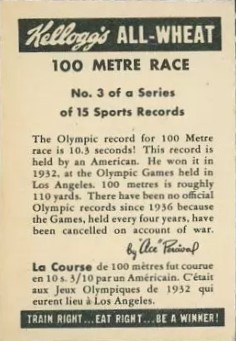 Kellogg's ALL-WHEAT
100 METRE RACE
No. 3 of a Series
of 15 Sports Records
The Olympic record for 100 Metre
race is 10.3 seconds! This record is
held by an American. He won it in
1932, at the Olympic Games held in
Los Angeles. 100 metres is roughly
110 yards. There have been no official
Olympic records since 1936 because
the Games, held every four years, have
been cancelled on account of war.
by "Ace" Percival
La Course de 100 mètres fut courue
en 10 s. 3/10 par un Américain. C'était
aux Jeux Olympiques de 1932 qui
eurent lieu à Los Angeles.
TRAIN RIGHT...EAT RIGHT...BE A WINNER!